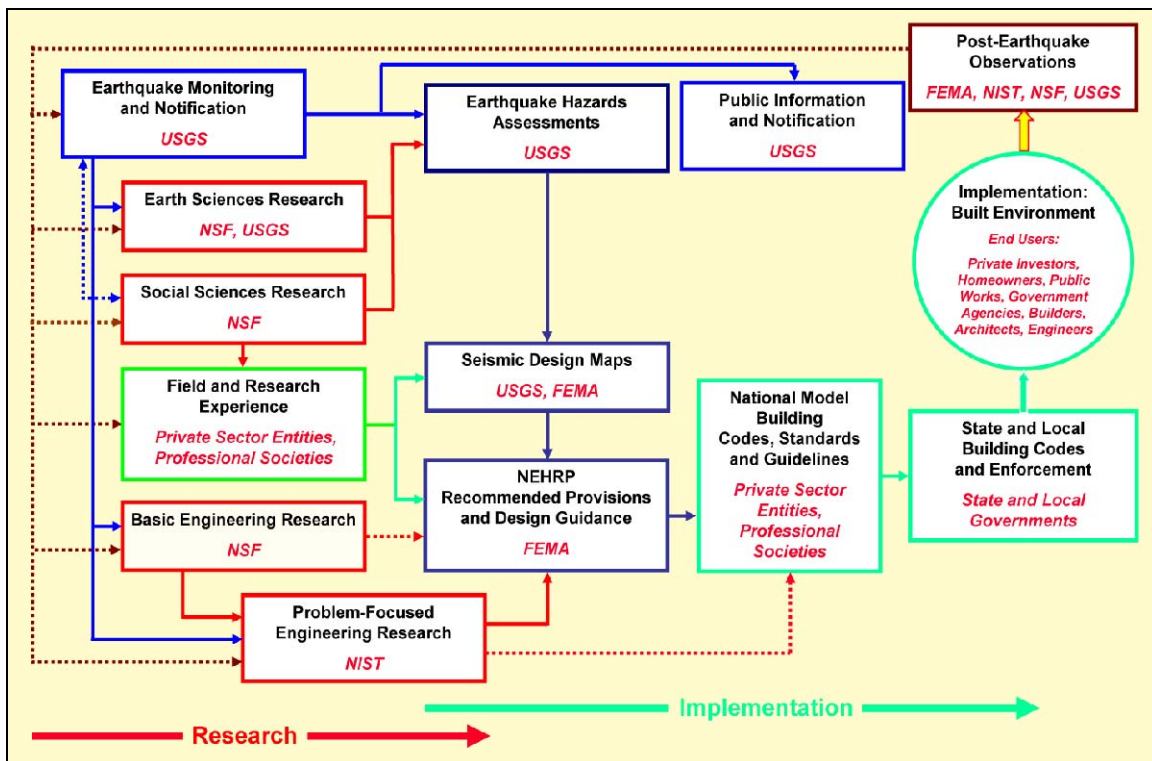 Earthquake Monitoring
and Notification
USGS
Earthquake Hazards
Assessments
USGS
Public Information
and Notification
USGS
Post-Earthquake
Observations
FEMA, NIST, NSF, USGS
Earth Sciences Research
NSF, USGS
Social Sciences Research
NSF
Field and Research
Experience
Private Sector Entities,
Professional Societies
Basic Engineering Research
NSF
Problem-Focused
Engineering Research
NIST
Seismic Design Maps
USGS, FEMA
NEHRP
Recommended Provisions
and Design Guidance
FEMA
National Model
Building
Codes, Standards
and Guidelines
Private Sector
Entities,
Professional
Societies
State and Local
Building Codes
and Enforcement
State and Local
Governments
Implementation:
Built Environment
End Users:
Private Investors,
Homeowners, Public
Works, Government
Agencies, Builders,
Architects, Engineers
Implementation
Research